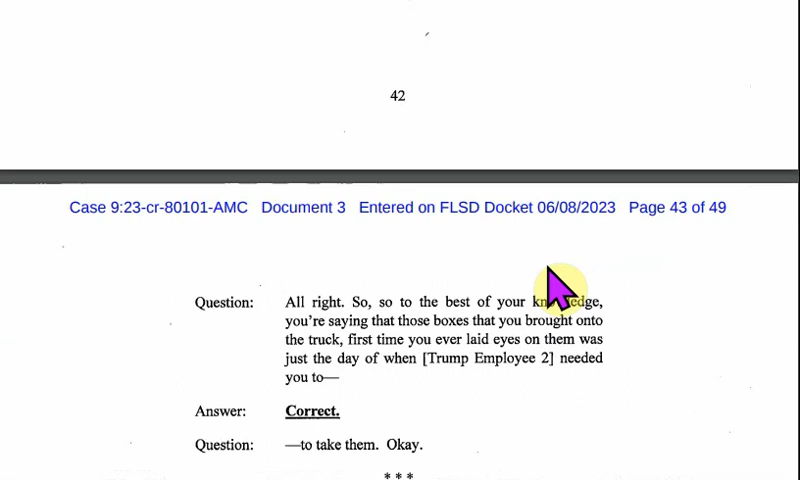 42
Case 9:23-cr-80101-AMC Document 3 Entered on FLSD Docket 06/08/2023 Page 43 of 49
Question: All right. So, so to the best of your knowledge,
you're saying that those boxes that you brought onto
the truck, first time you ever laid eyes on them was
just the day of when [Trump Employee 2] needed
you to—
Answer: Correct.
Question: —to take them. Okay.
* * *